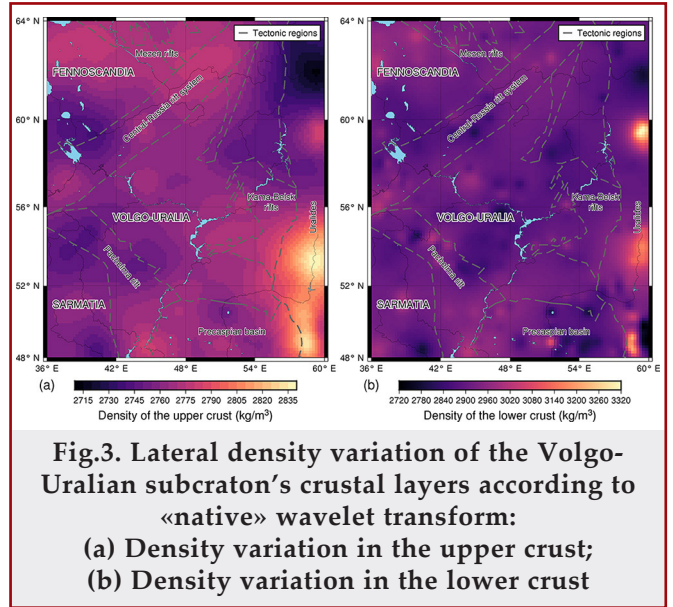 64° N
60° N
56° N
52° N
48° N
Tectonic regions
Mezen rifts
FENNOSCANDIA
Central-Russia rift system
Kama-Belsk
rifts
VOLGO-URALIA
Uralides
Pachelma rift
SARMATIA
Precaspian basin
36° E
42° E
48° E
54° E
60° E
(a)
2715 2730 2745 2760 2775 2790 2805 2820 2835
Density of the upper crust (kg/m³)
Tectonic regions
Mezen rifts
FENNOSCANDIA
Central-Russia rift system
Kama-Belsk
rifts
VOLGO-URALIA
Uralides
Pachelma rift
SARMATIA
Precaspian basin
64° N
60° N
56° N
52° N
48° N
36° E
42° E
48° E
54° E
60° E
(b)
2720 2780 2840 2900 2960 3020 3080 3140 3200 3260 3320
Density of the lower crust (kg/m³)
Fig.3. Lateral density variation of the Volgo-
Uralian subcraton's crustal layers according to
«native» wavelet transform:
(a) Density variation in the upper crust;
(b) Density variation in the lower crust